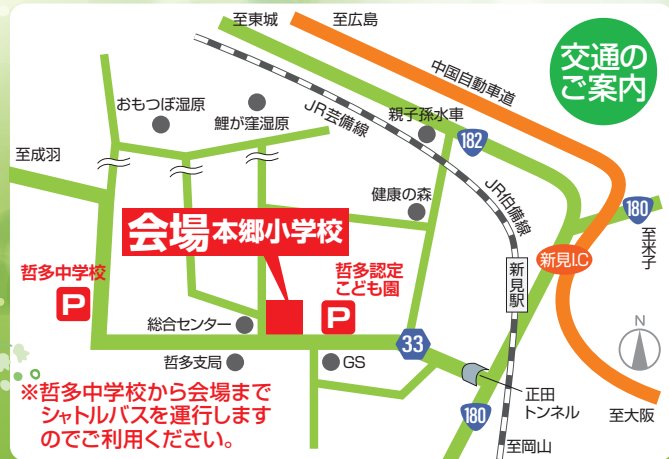 至東城
至広島
交通の
ご案内
中国自動車道
おもつぼ湿原
鯉が窪湿原
JR芸備線
親子孫水車
182
至成羽
健康の森
JR伯備線
180
至米子
会場 本郷小学校
新見I.C
新見駅
哲多中学校
P
哲多認定
こども園
P
総合センター
33
N
哲多支局
GS
※哲多中学校から会場まで
シャトルバスを運行します
のでご利用ください。
180
正田
トンネル
至大阪
至岡山